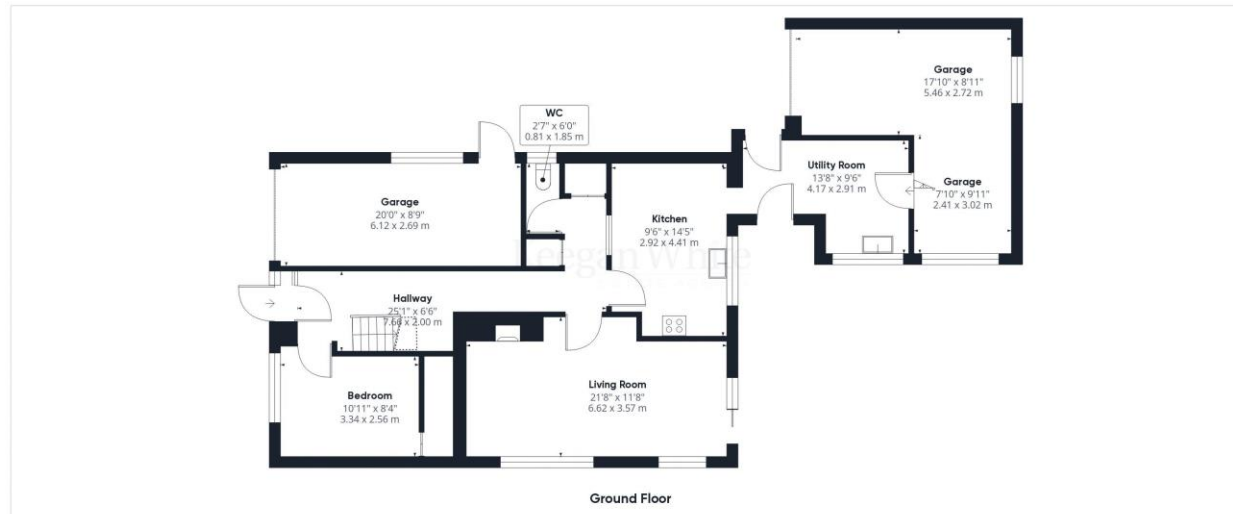 Garage
17'10" x 8'11"
5.46 x 2.72 m
WC
2'7" x 6'0"
0.81 x 1.85 m
Utility Room
13'8" x 9'6"
4.17 x 2.91 m
Garage
7'10" x 9'11"
2.41 x 3.02 m
Garage
20'0" x 8'9"
6.12 x 2.69 m
Kitchen
9'6" x 14'5"
2.92 x 4.41 m
Keegan White
Hallway
25'1" x 6'6"
7.66 x 2.00 m
Living Room
21'8" x 11'8"
6.62 x 3.57 m
Bedroom
10'11" x 8'4"
3.34 x 2.56 m
Ground Floor